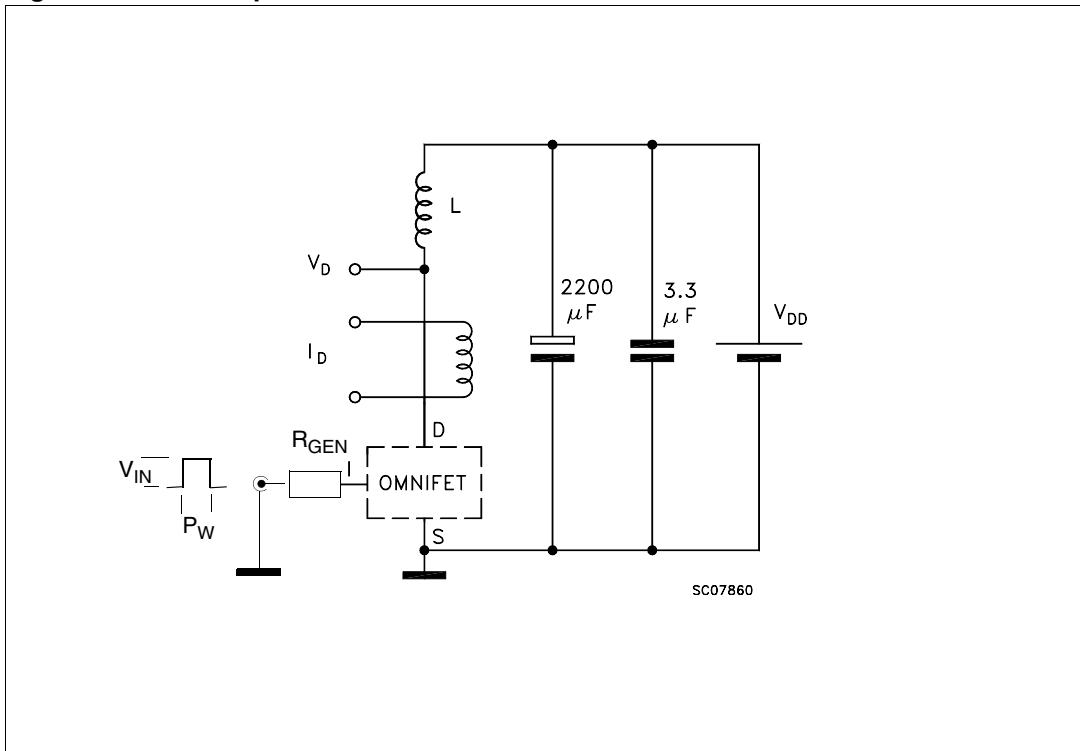 L
V_D
2200
μF
3.3
μF
V_DD
I_D
D
R_GEN
I
V_IN
OMNIFET
P_W
S
SC07860